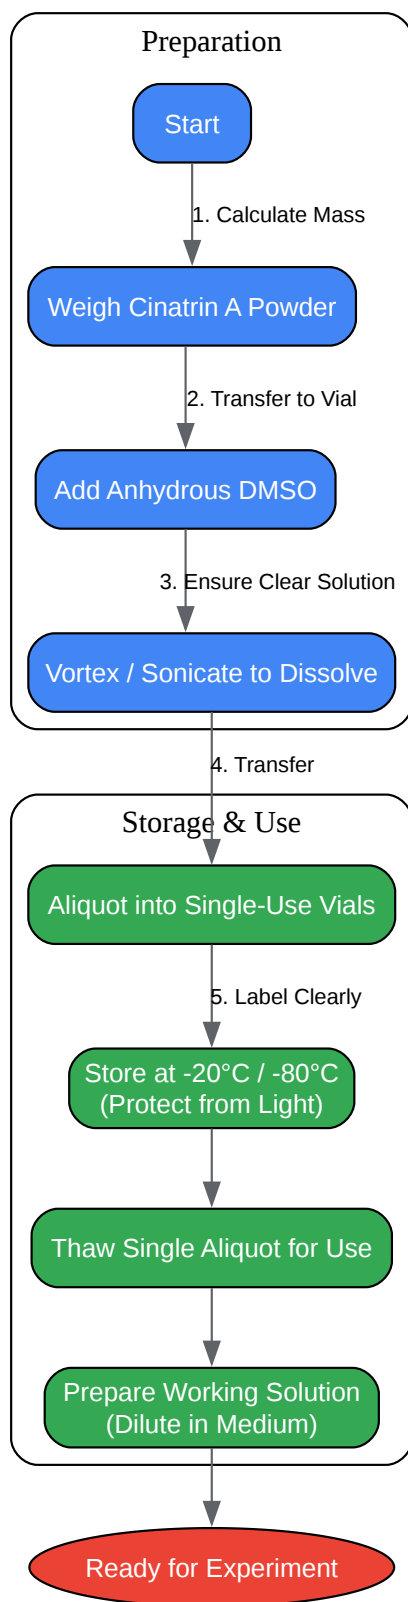 Preparation
Start
1. Calculate Mass
Weigh Cinatrin A Powder
2. Transfer to Vial
Add Anhydrous DMSO
3. Ensure Clear Solution
Vortex / Sonicate to Dissolve
4. Transfer
Storage & Use
Aliquot into Single-Use Vials
5. Label Clearly
Store at -20°C / -80°C
(Protect from Light)
Thaw Single Aliquot for Use
Prepare Working Solution
(Dilute in Medium)
Ready for Experiment